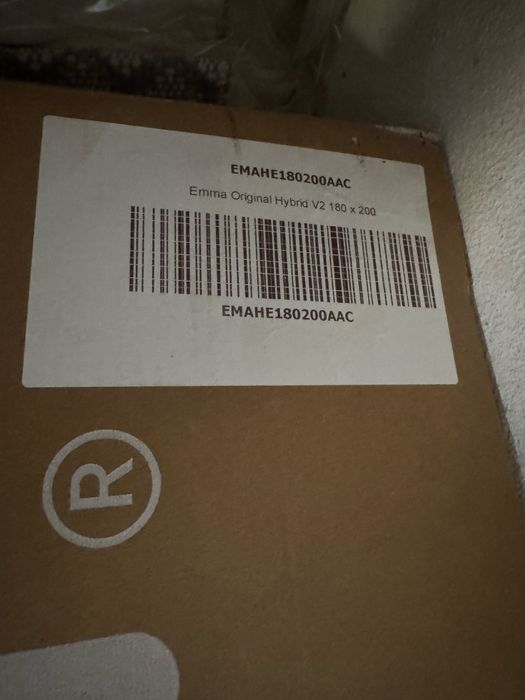 EMAHE180200AAC
Emma Original Hybrid V2 180 x 200
EMAHE180200AAC
®